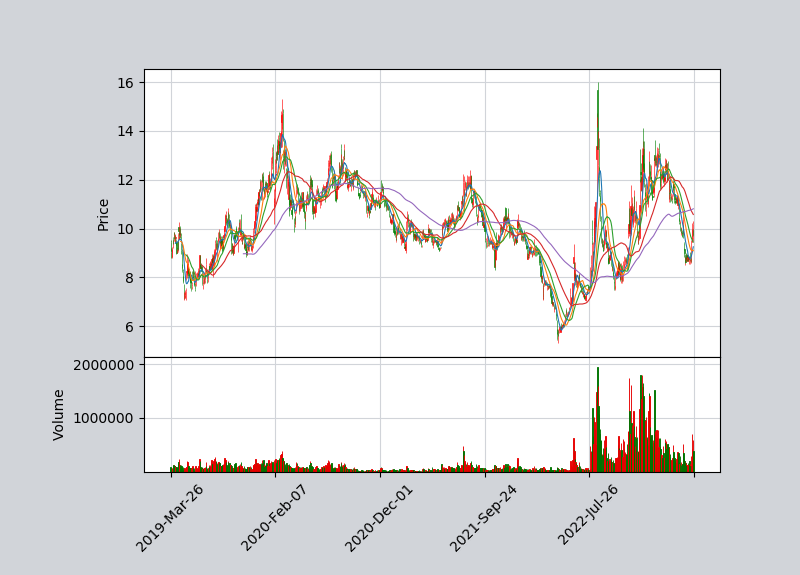 16
14
12
10
8
6
Price
2000000
1000000
Volume
2019-Mar-26
2020-Feb-07
2020-Dec-01
2021-Sep-24
2022-Jul-26